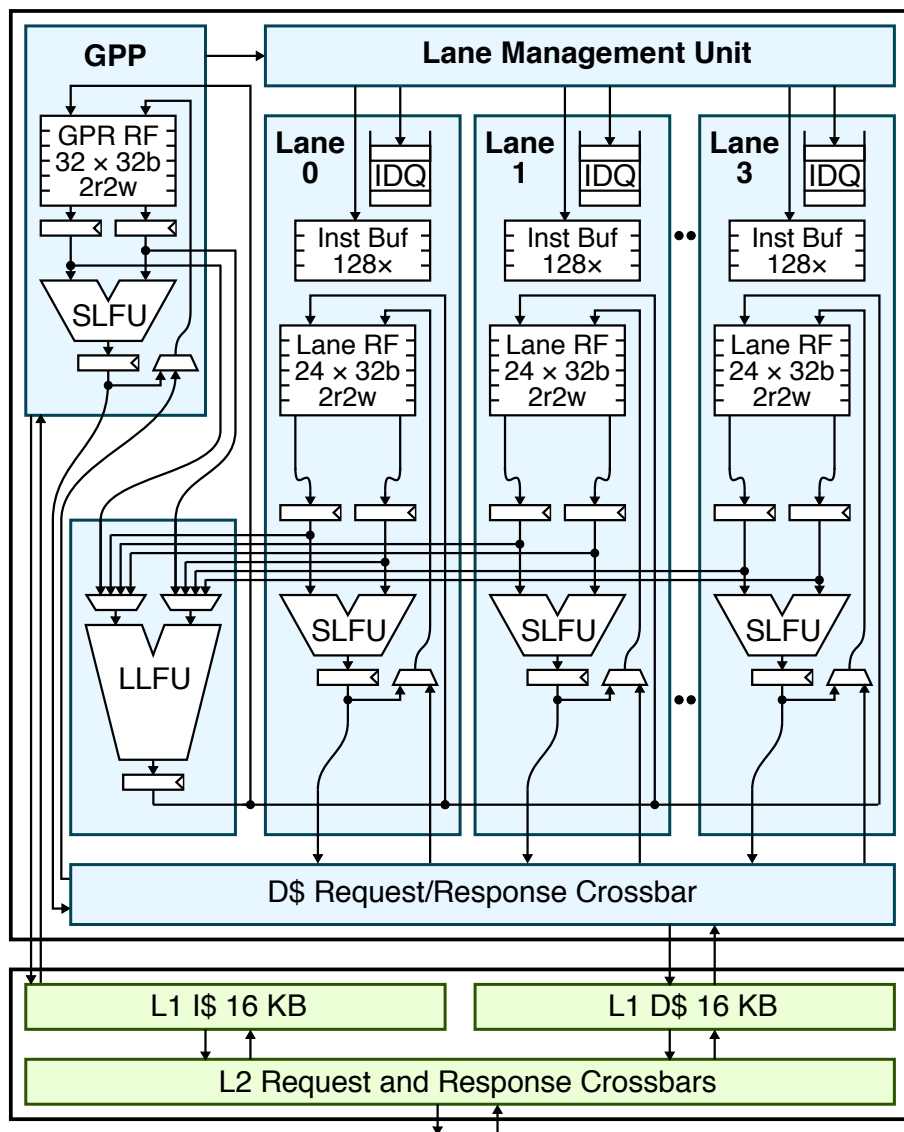 GPP
Lane Management Unit
GPR RF
32 × 32b
2r2w
SLFU
Lane
0
IDQ
Inst Buf
128×
Lane RF
24 × 32b
2r2w
SLFU
Lane
1
IDQ
Inst Buf
128×
Lane RF
24 × 32b
2r2w
SLFU
Lane
3
IDQ
Inst Buf
128×
Lane RF
24 × 32b
2r2w
SLFU
LLFU
D$ Request/Response Crossbar
L1 I$ 16 KB
L1 D$ 16 KB
L2 Request and Response Crossbars